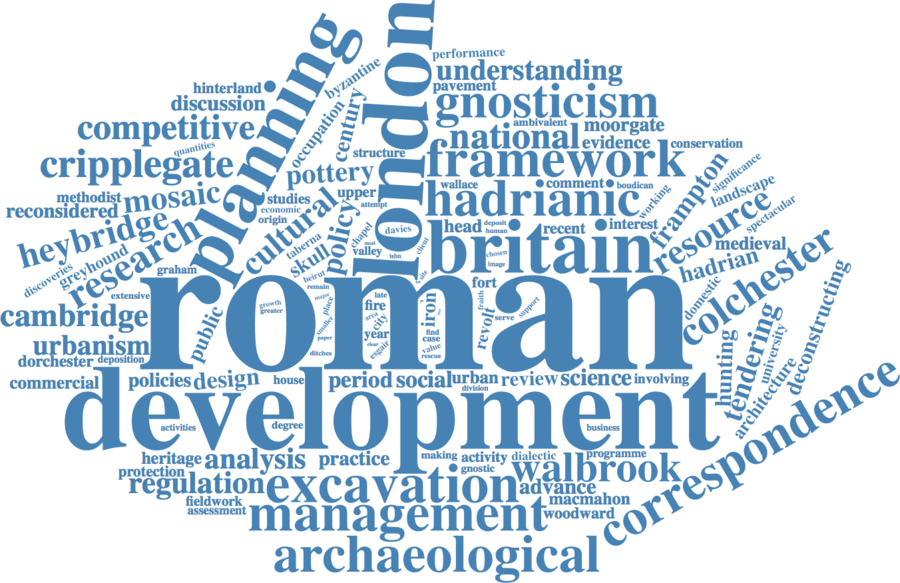 performance
byzantine
london
planning
understanding
pavement
hinterland
discussion
gnosticism
ambivalent
moorgate
competitive
quantities
occupation
century
national
evidence
conservation
structure
framework
cripplegate
pottery
methodist
mosaic
studies
upper
attempt
wallace
comment
boudican
working
frampton
significance
landscape
reconsidered
economic
origin
hadrianic
spectacular
heybridge
research
cultural
taberna
policy
chapel
davies
head
deposit
human
recent
interest
resource
medieval
greyhound
discoveries
skull
beirut
valley
client
britain
chosen
image
hadrian
graham
remain
fort
domestic
colchester
extensive
roman
growth
greater
major
place
smaller
late
fire
area
city
year
iron
fraith
revolt
serve
support
cambridge
public
paper
clear
esgair
find
case
value
rescue
urbanism
ditches
dorchester
deposition
commercial
policies
design
house
period
social
urban
division
review
science
involving
hunting
tendering
university
architecture
deconstructing
development
activities
degree
business
heritage
analysis
practice
making
activity
gnostic
dialectic
programme
protection
regulation
excavation
walbrook
advance
correspondence
fieldwork
assessment
management
macmahon
woodward
archaeological